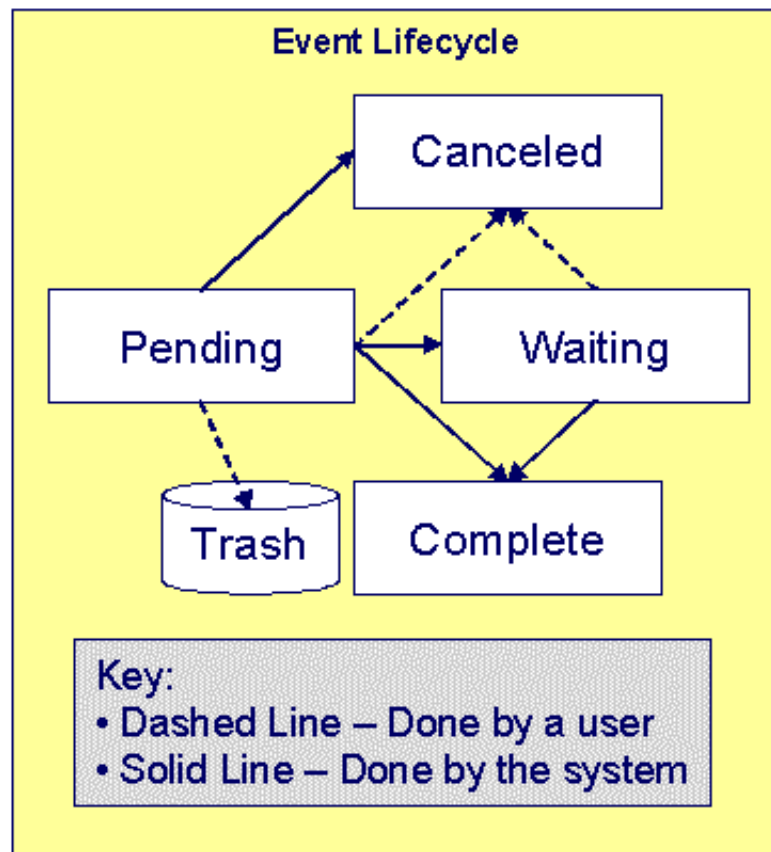 Event Lifecycle
Canceled
Pending
Waiting
Trash
Complete
Key:
• Dashed Line – Done by a user
• Solid Line – Done by the system